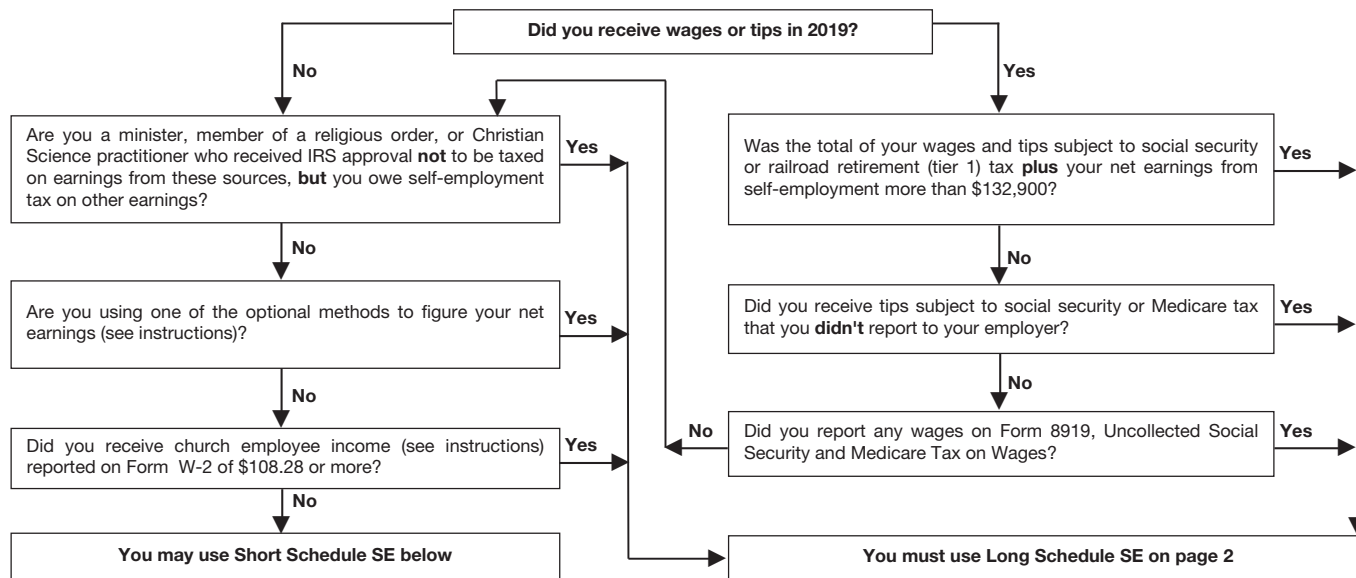 Did you receive wages or tips in 2019?
No
Yes
Are you a minister, member of a religious order, or Christian
Science practitioner who received IRS approval not to be taxed
on earnings from these sources, but you owe self-employment
tax on other earnings?
Yes
Was the total of your wages and tips subject to social security
or railroad retirement (tier 1) tax plus your net earnings from
self-employment more than $132,900?
Yes
No
No
Are you using one of the optional methods to figure your net
earnings (see instructions)?
Yes
Did you receive tips subject to social security or Medicare tax
that you didn't report to your employer?
Yes
No
No
Did you receive church employee income (see instructions)
reported on Form W-2 of $108.28 or more?
Yes
No
Did you report any wages on Form 8919, Uncollected Social
Security and Medicare Tax on Wages?
Yes
No
You may use Short Schedule SE below
You must use Long Schedule SE on page 2